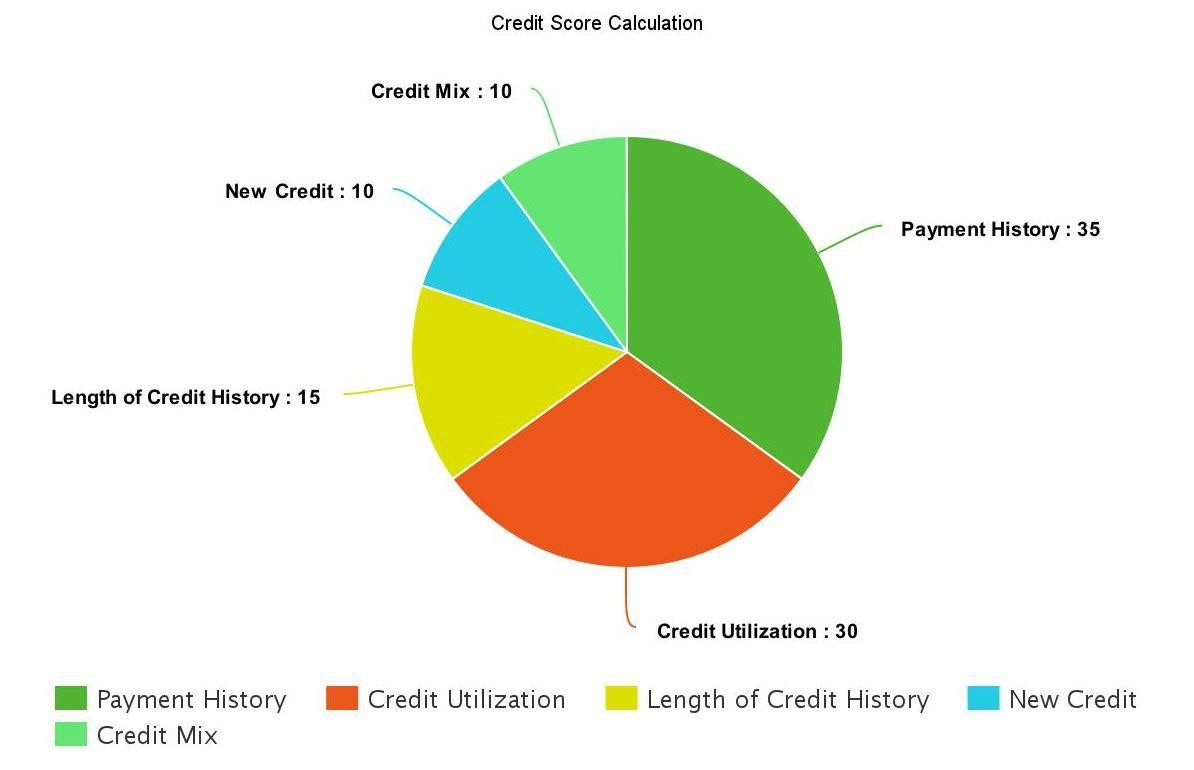 Credit Score Calculation
Credit Mix : 10
New Credit : 10
Payment History : 35
Length of Credit History : 15
Credit Utilization : 30
Payment History
Credit Utilization
Length of Credit History
New Credit
Credit Mix